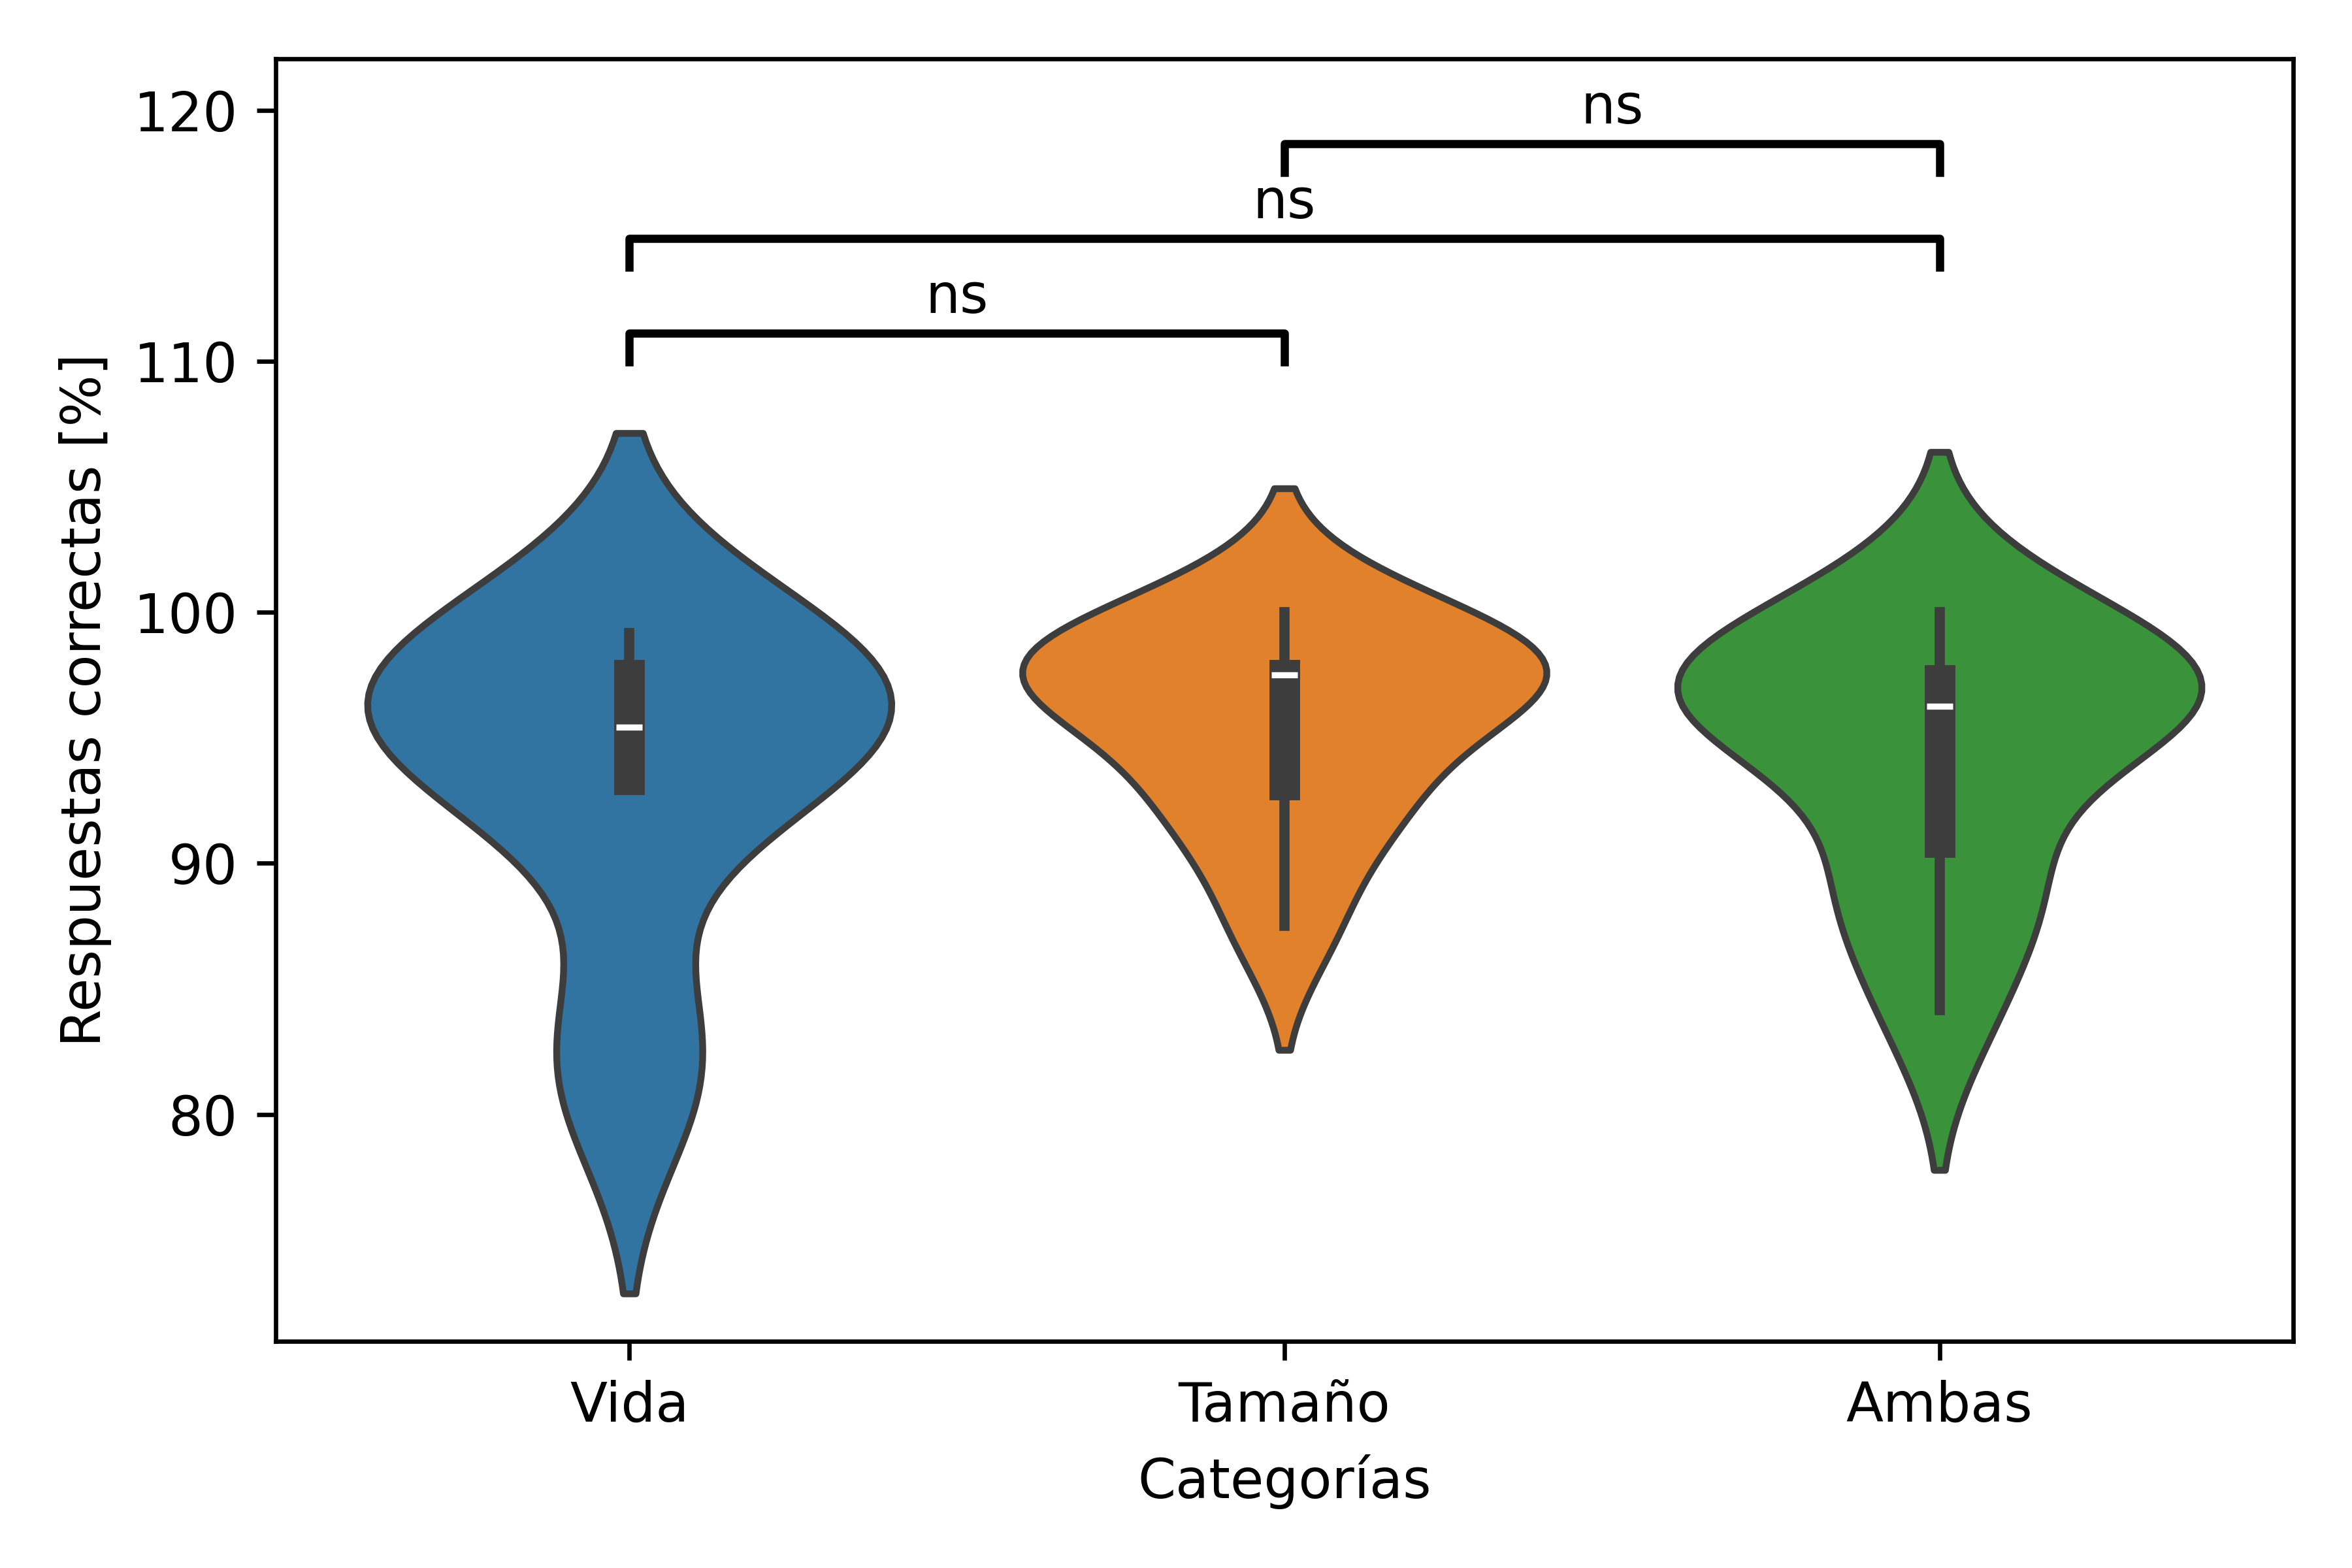 120
ns
ns
ns
110
100
90
80
Respuestas correctas [%]
Vida
Tamaño
Ambas
Categorías